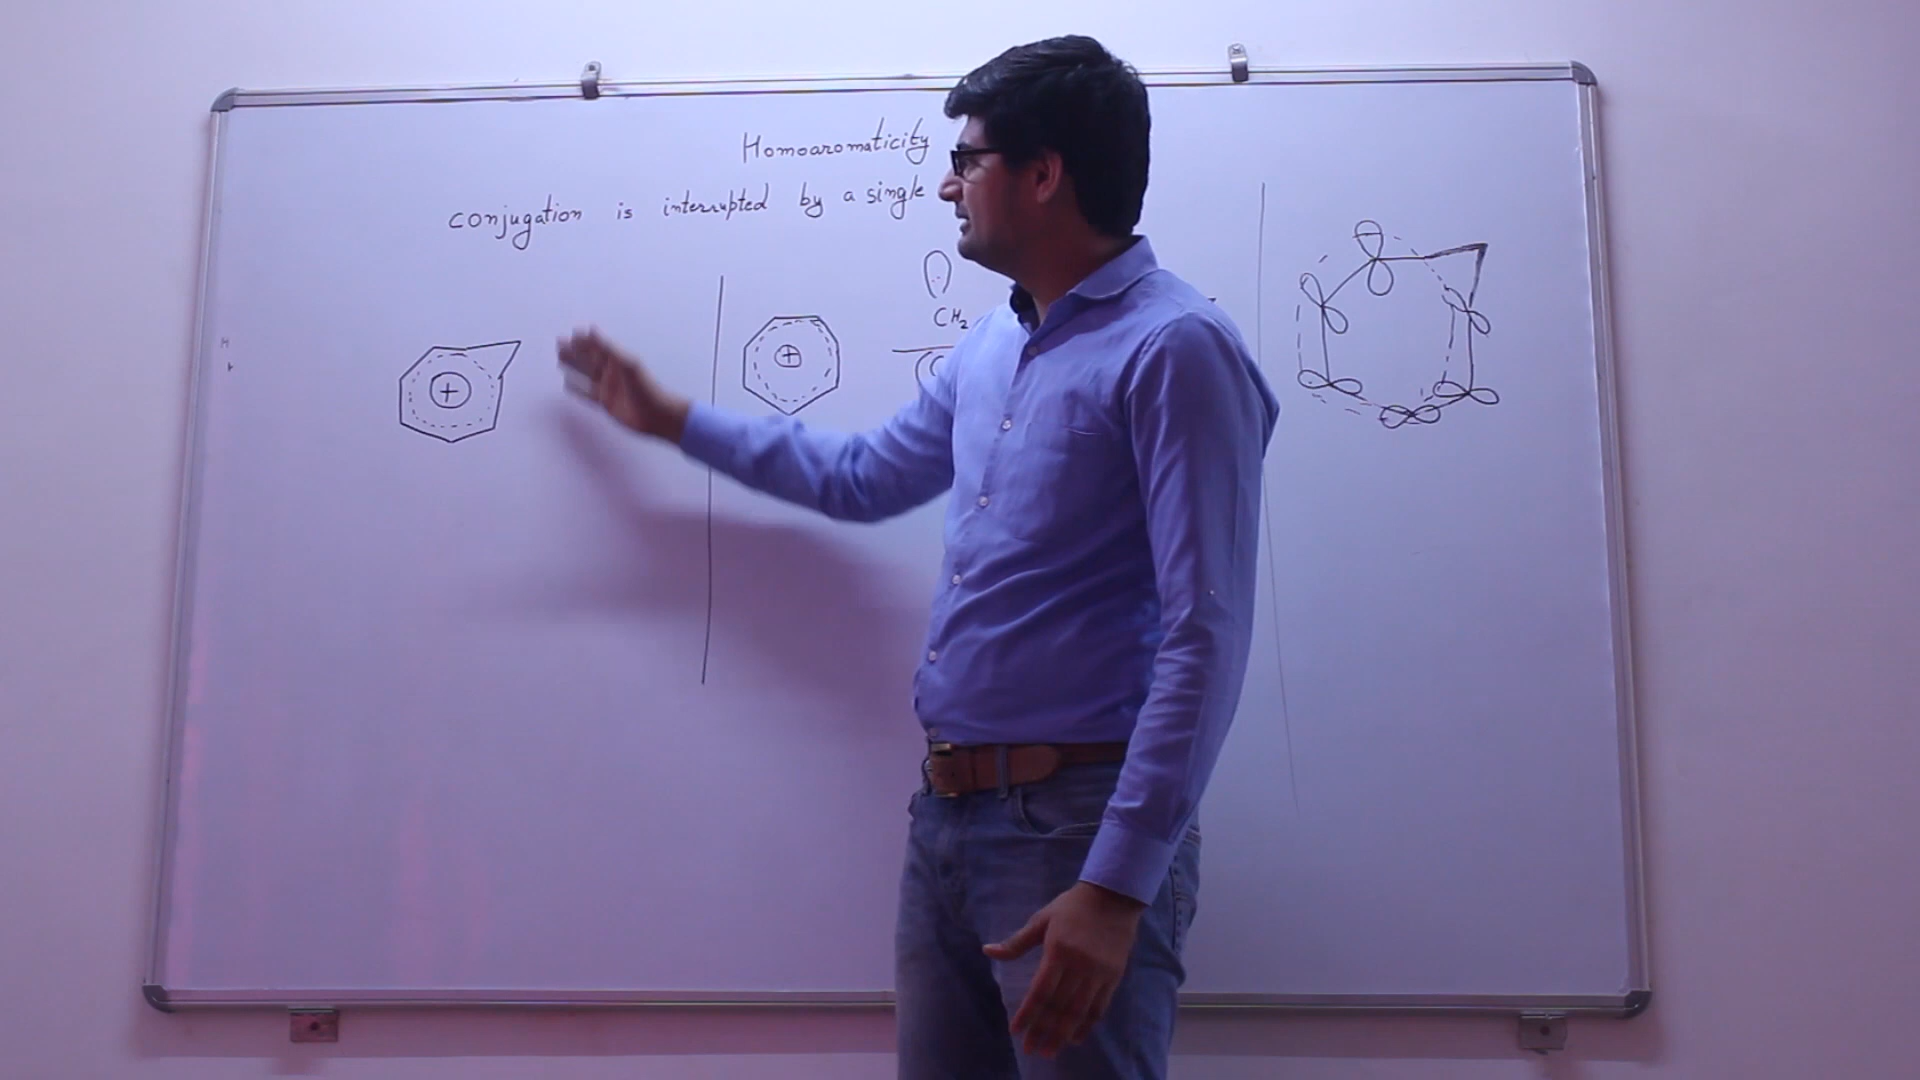 Homoaromaticity
conjugation is interrupted by a single
+
+
CH2